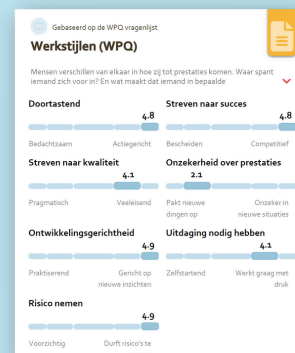 Gebaseerd op de WPQ vragenlijst
Werkstijlen (WPQ)
Mensen verschillen van elkaar in hoe zij tot prestaties komen. Waar spant
iemand zich voor in? En wat maakt dat iemand in bepaalde
Doortastend
4.8
Bedachtzaam Actiegericht
Streven naar succes
4.8
Bescheiden Competitief
Streven naar kwaliteit
4.1
Pragmatisch Veeleisend
Onzekerheid over prestaties
2.1
Pakt nieuwe Onzeker in
dingen op nieuwe situaties
Ontwikkelingsgerichtheid
4.9
Praktiserend Gericht op
nieuwe inzichten
Uitdaging nodig hebben
4.1
Zelfstartend Werkt graag met
druk
Risico nemen
4.9
Voorzichtig Durft risico's te